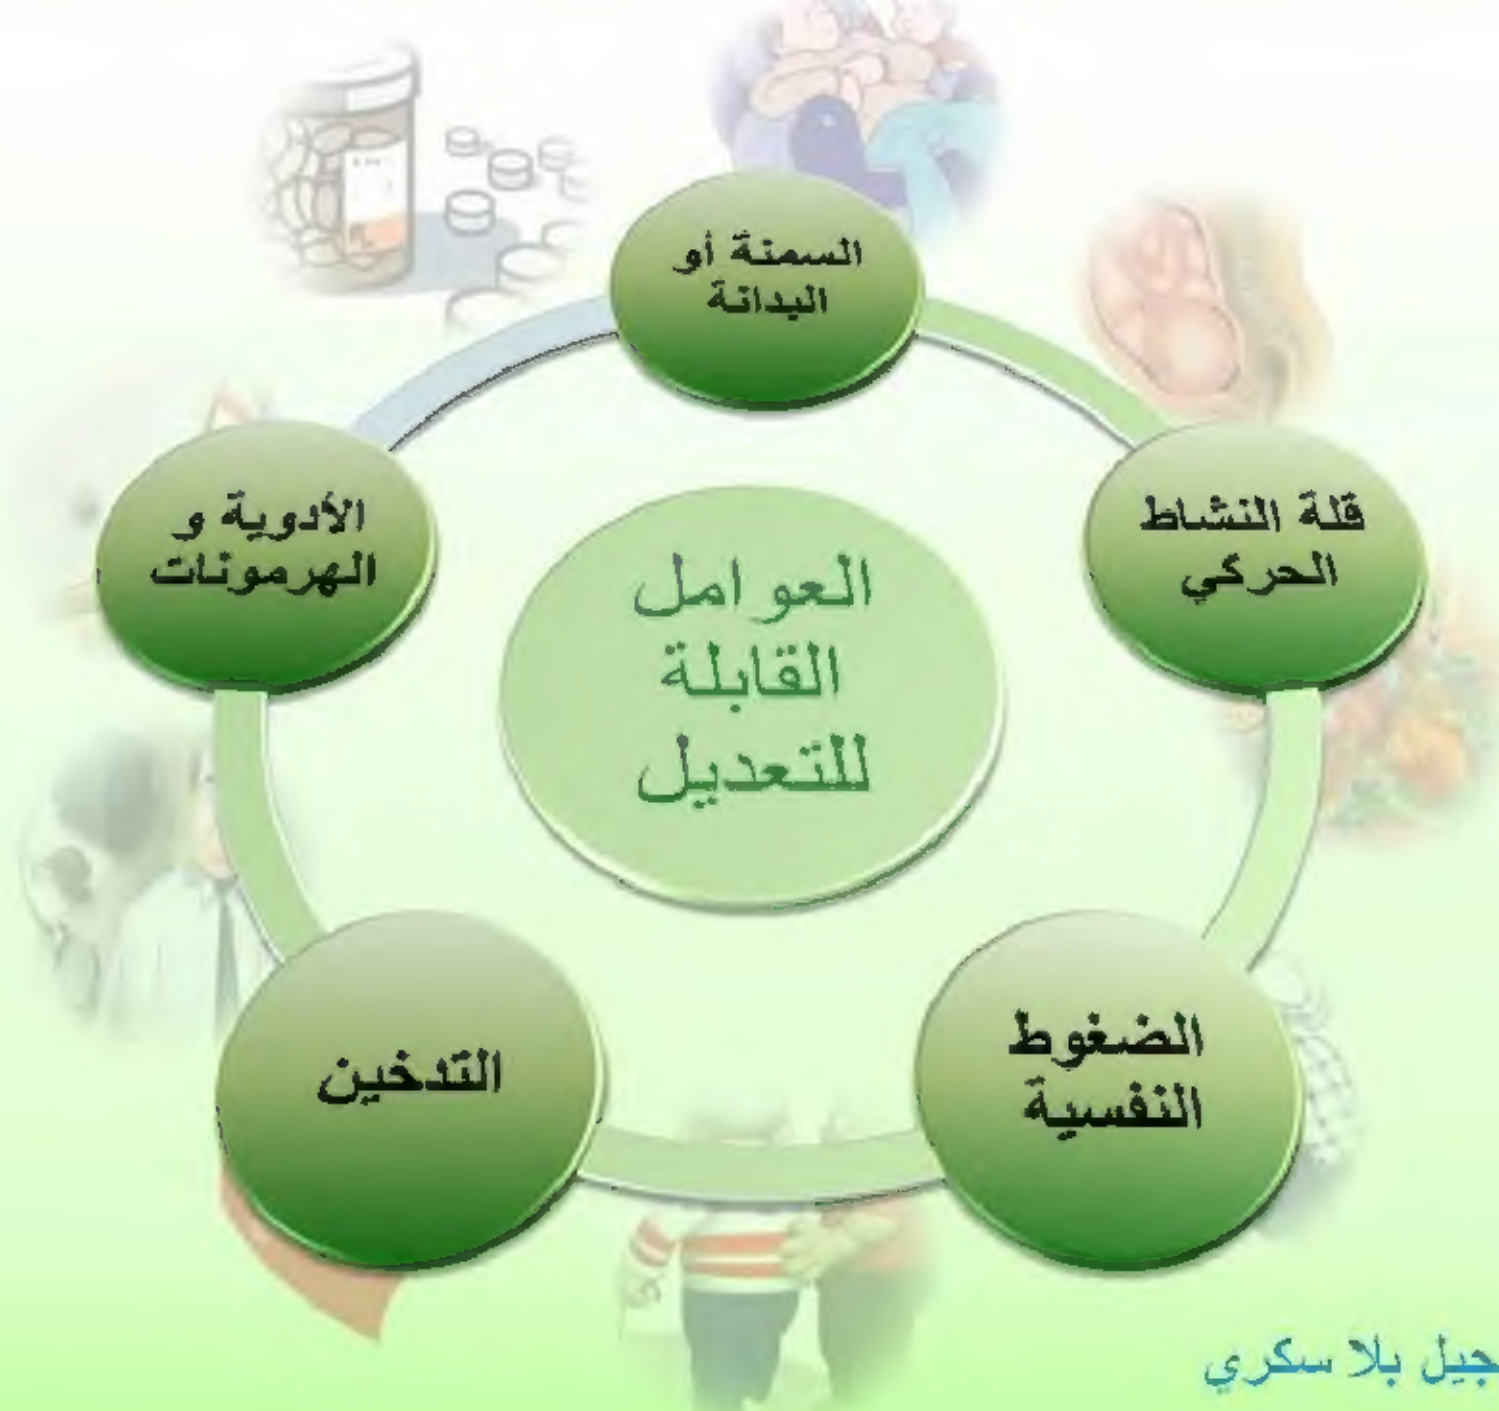 السمنة أو
البدانة
قلة النشاط
الحركي
الضغوط
النفسية
التدخين
الأدوية و
الهرمونات
العوامل
القابلة
للتعديل
جيل بلا سكري